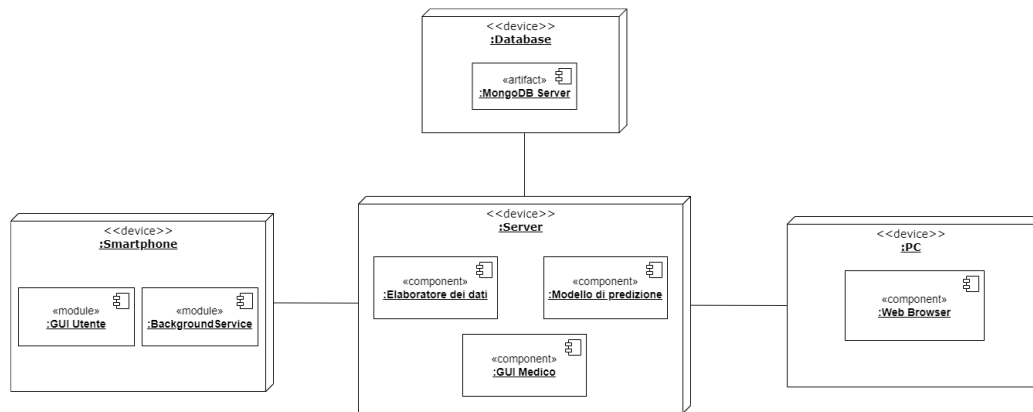 <<device>>
:Database
«artifact»
:MongoDB Server
<<device>>
:Smartphone
«module»
:GUI Utente
«module»
:BackgroundService
<<device>>
:Server
«component»
:Elaboratore dei dati
«component»
:Modello di predizione
«component»
:GUI Medico
<<device>>
:PC
«component»
:Web Browser